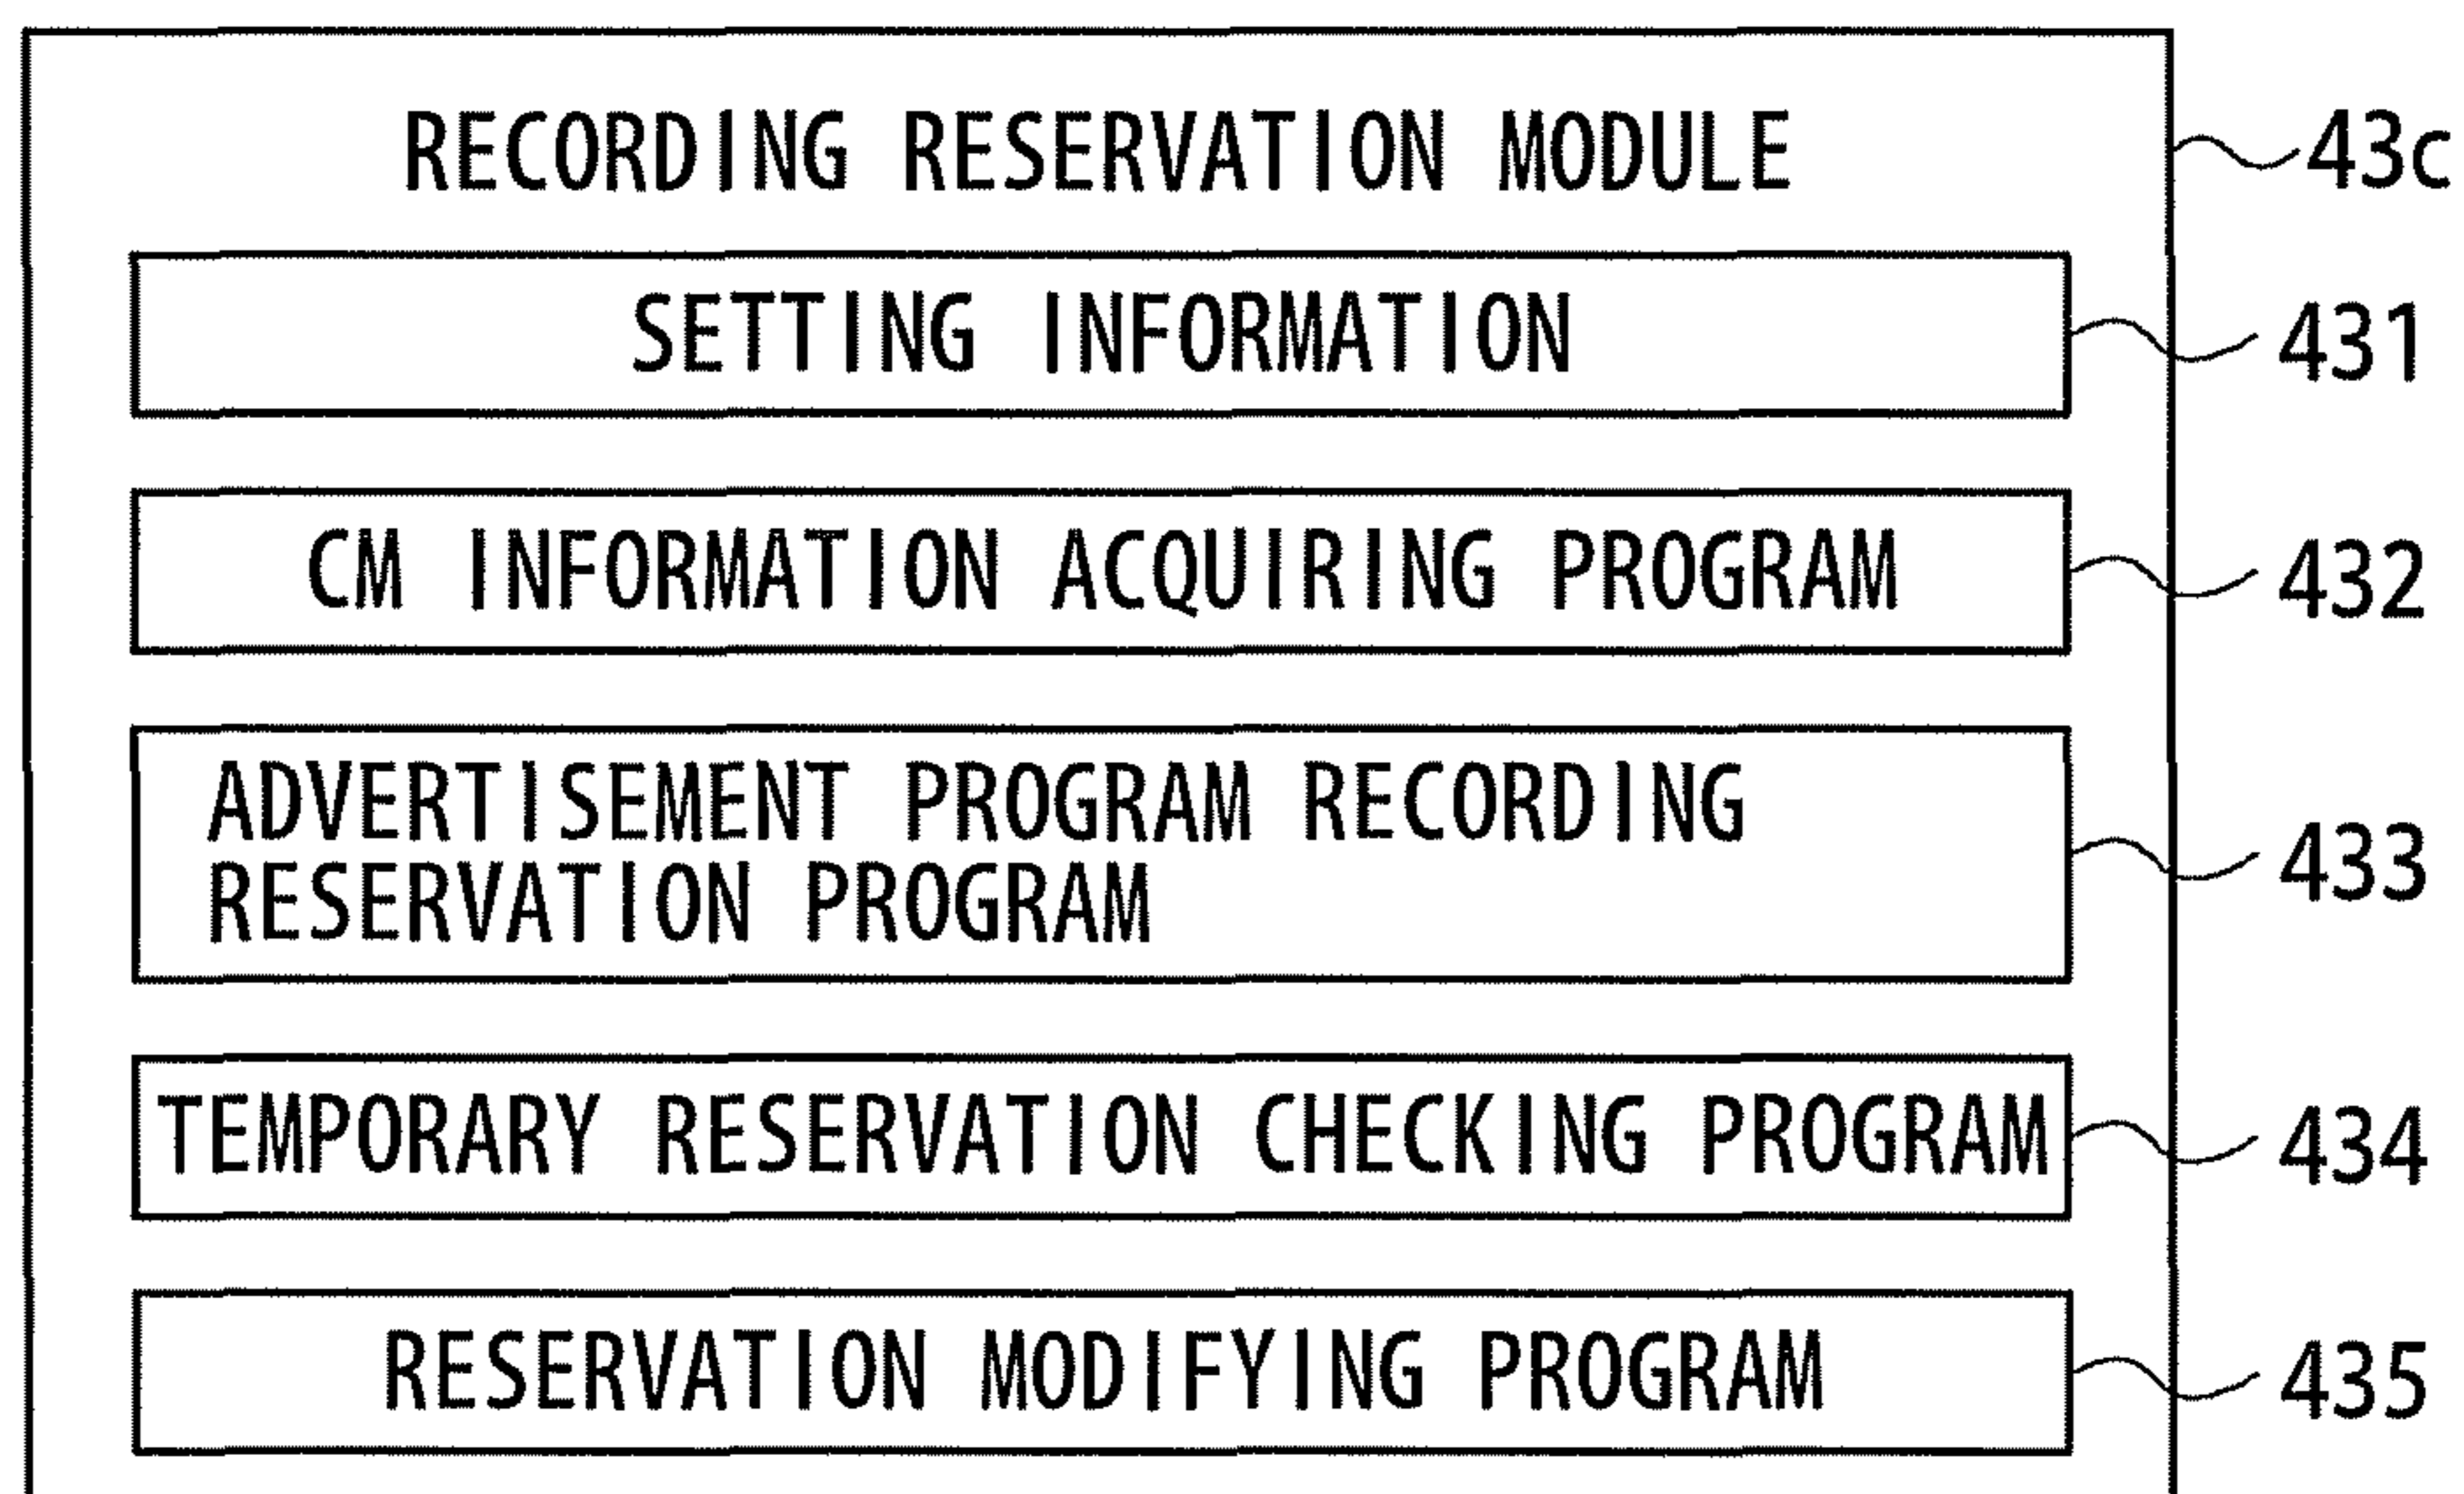 RECORDING RESERVATION MODULE 43c
SETTING INFORMATION 431
CM INFORMATION ACQUIRING PROGRAM 432
ADVERTISEMENT PROGRAM RECORDING
RESERVATION PROGRAM 433
TEMPORARY RESERVATION CHECKING PROGRAM 434
RESERVATION MODIFYING PROGRAM 435